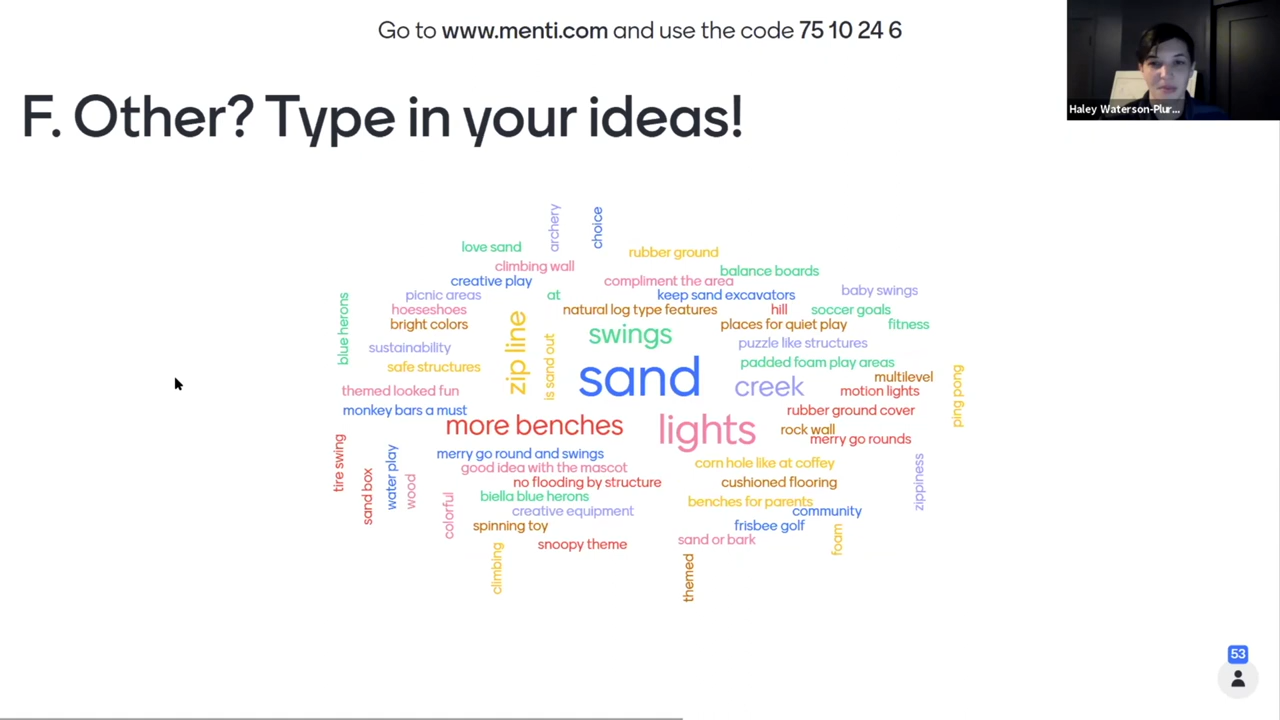 Go to www.menti.com and use the code 75 10 24 6
Haley Waterson-Plur...
F. Other? Type in your ideas!
archery
choice
love sand
rubber ground
climbing wall
balance boards
creative play
compliment the area
baby swings
picnic areas
at
keep sand excavators
blue herons
hoeseshoes
natural log type features
hill
soccer goals
bright colors
zip line
swings
places for quiet play
fitness
sustainability
is sand out
puzzle like structures
safe structures
padded foam play areas
sand
creek
multilevel
themed looked fun
motion lights
ping pong
monkey bars a must
rubber ground cover
more benches
lights
rock wall
merry go rounds
tire swing
merry go round and swings
sand box
water play
wood
good idea with the mascot
corn hole like at coffey
zippiness
no flooding by structure
cushioned flooring
colorful
biella blue herons
benches for parents
creative equipment
community
spinning toy
frisbee golf
foam
snoopy theme
sand or bark
climbing
themed
53